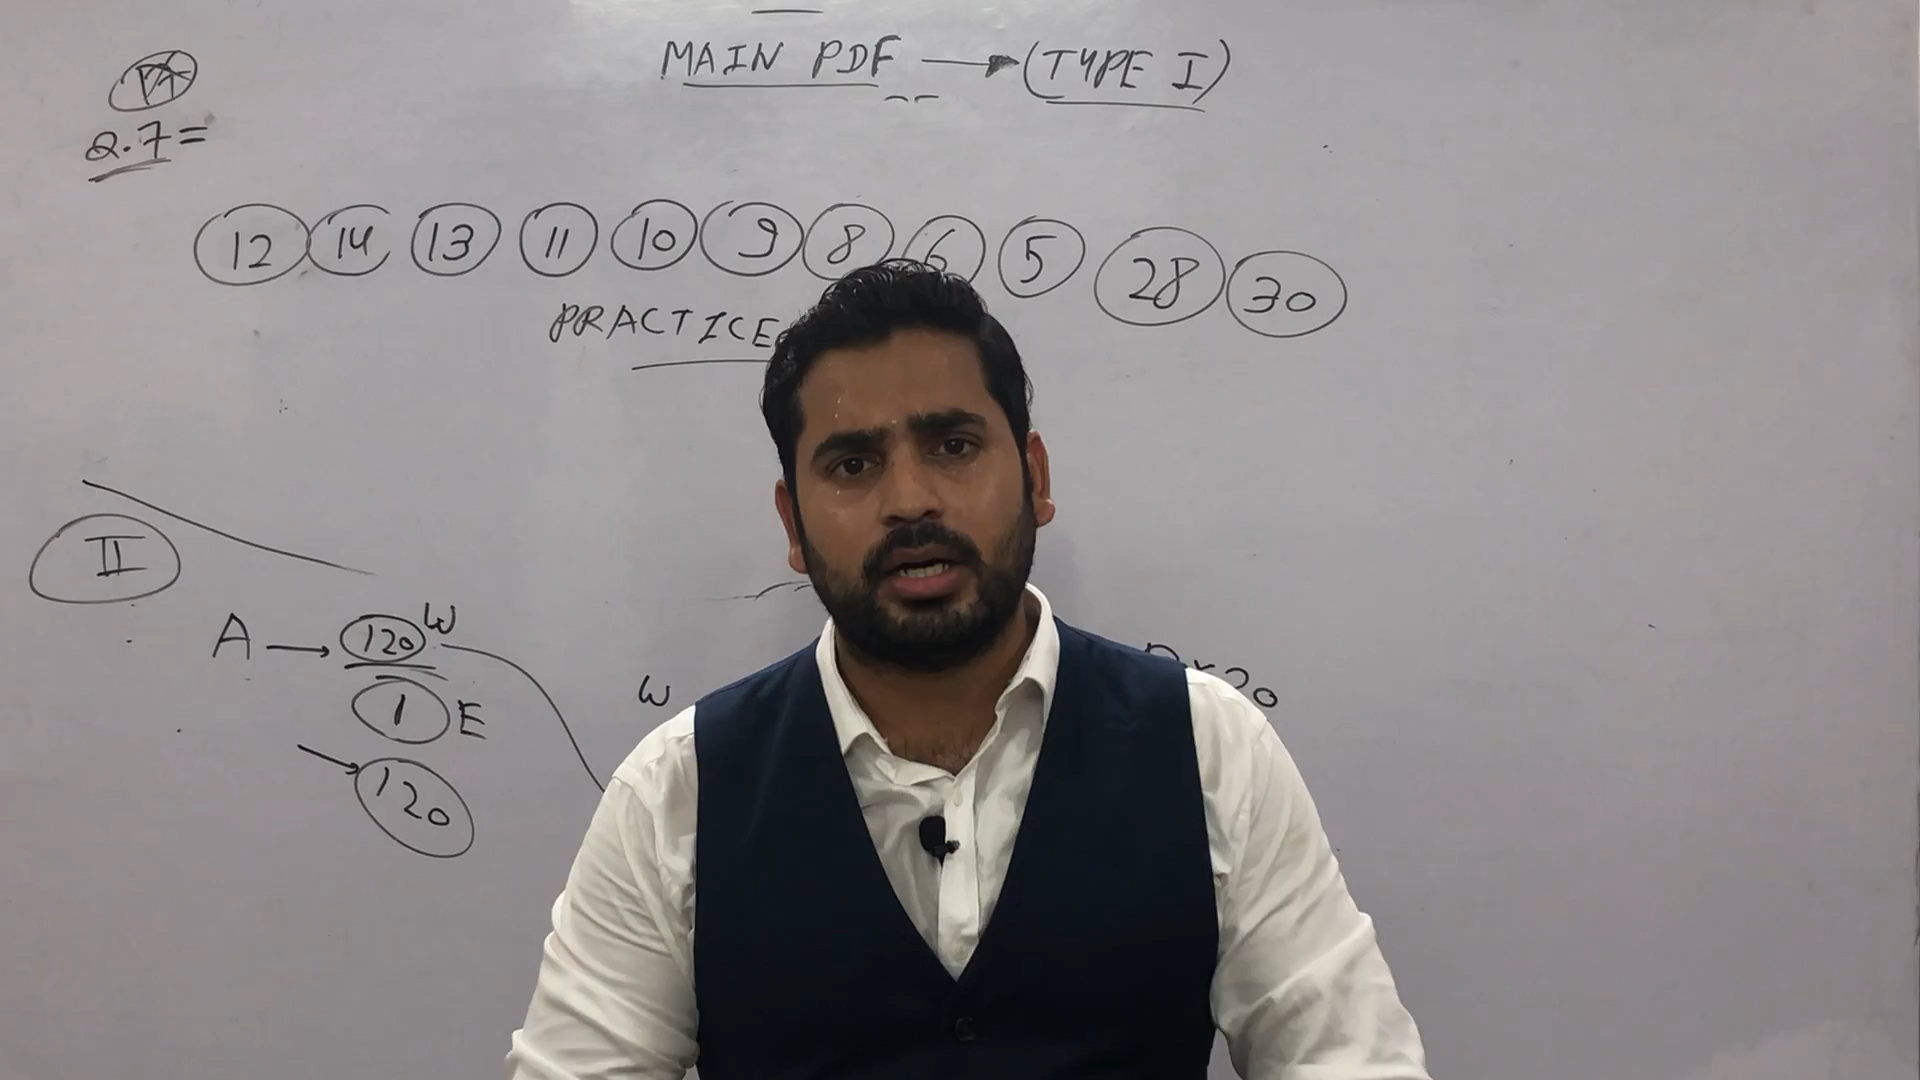 MAIN PDF → (TYPE I)
Q.7=
12 14 13 11 10 9 8 6 5 28 30
PRACTICE
II
A → 120 W
1 E
→ 120
W
20